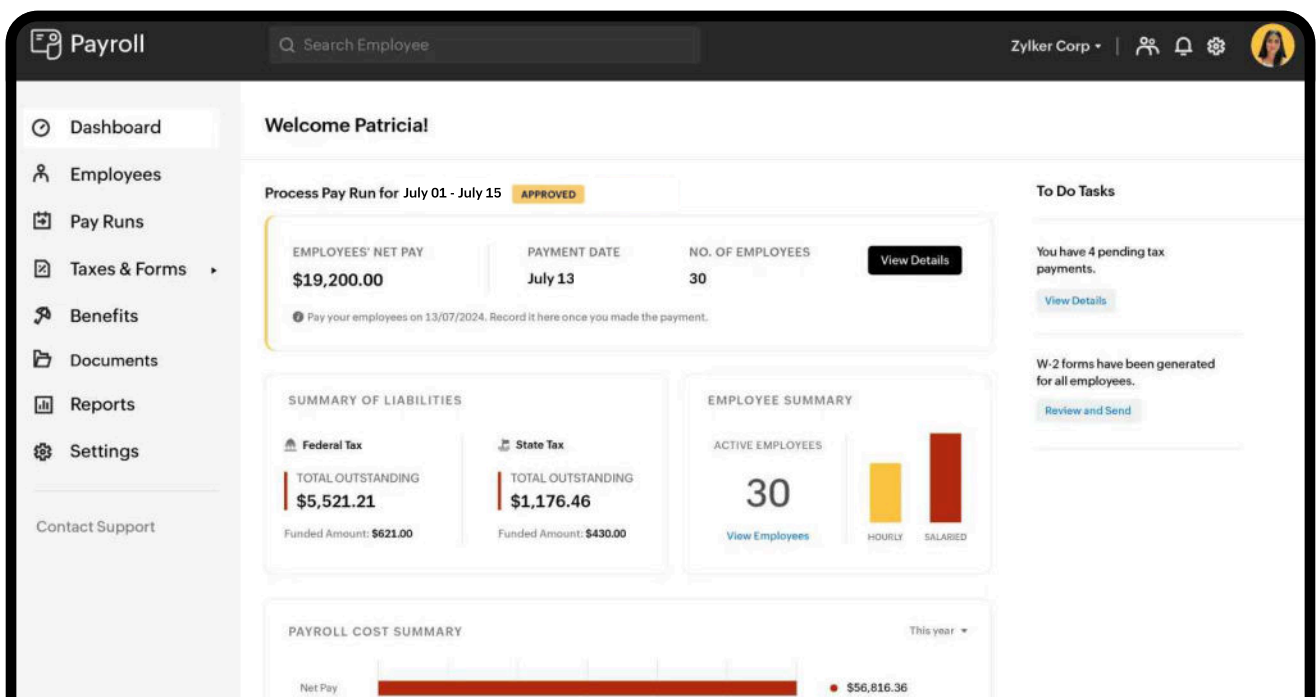 Payroll
Search Employee
Zylker Corp
Dashboard
Employees
Pay Runs
Taxes & Forms
Benefits
Documents
Reports
Settings
Contact Support
Welcome Patricia!
Process Pay Run for July 01 - July 15 APPROVED
EMPLOYEES' NET PAY
$19,200.00
PAYMENT DATE
July 13
NO. OF EMPLOYEES
30
View Details
Pay your employees on 13/07/2024. Record it here once you made the payment.
SUMMARY OF LIABILITIES
Federal Tax
TOTAL OUTSTANDING
$5,521.21
Funded Amount: $621.00
State Tax
TOTAL OUTSTANDING
$1,176.46
Funded Amount: $430.00
EMPLOYEE SUMMARY
ACTIVE EMPLOYEES
30
View Employees
HOURLY
SALARIED
PAYROLL COST SUMMARY
This year
Net Pay
$56,816.36
To Do Tasks
You have 4 pending tax
payments.
View Details
W-2 forms have been generated
for all employees.
Review and Send